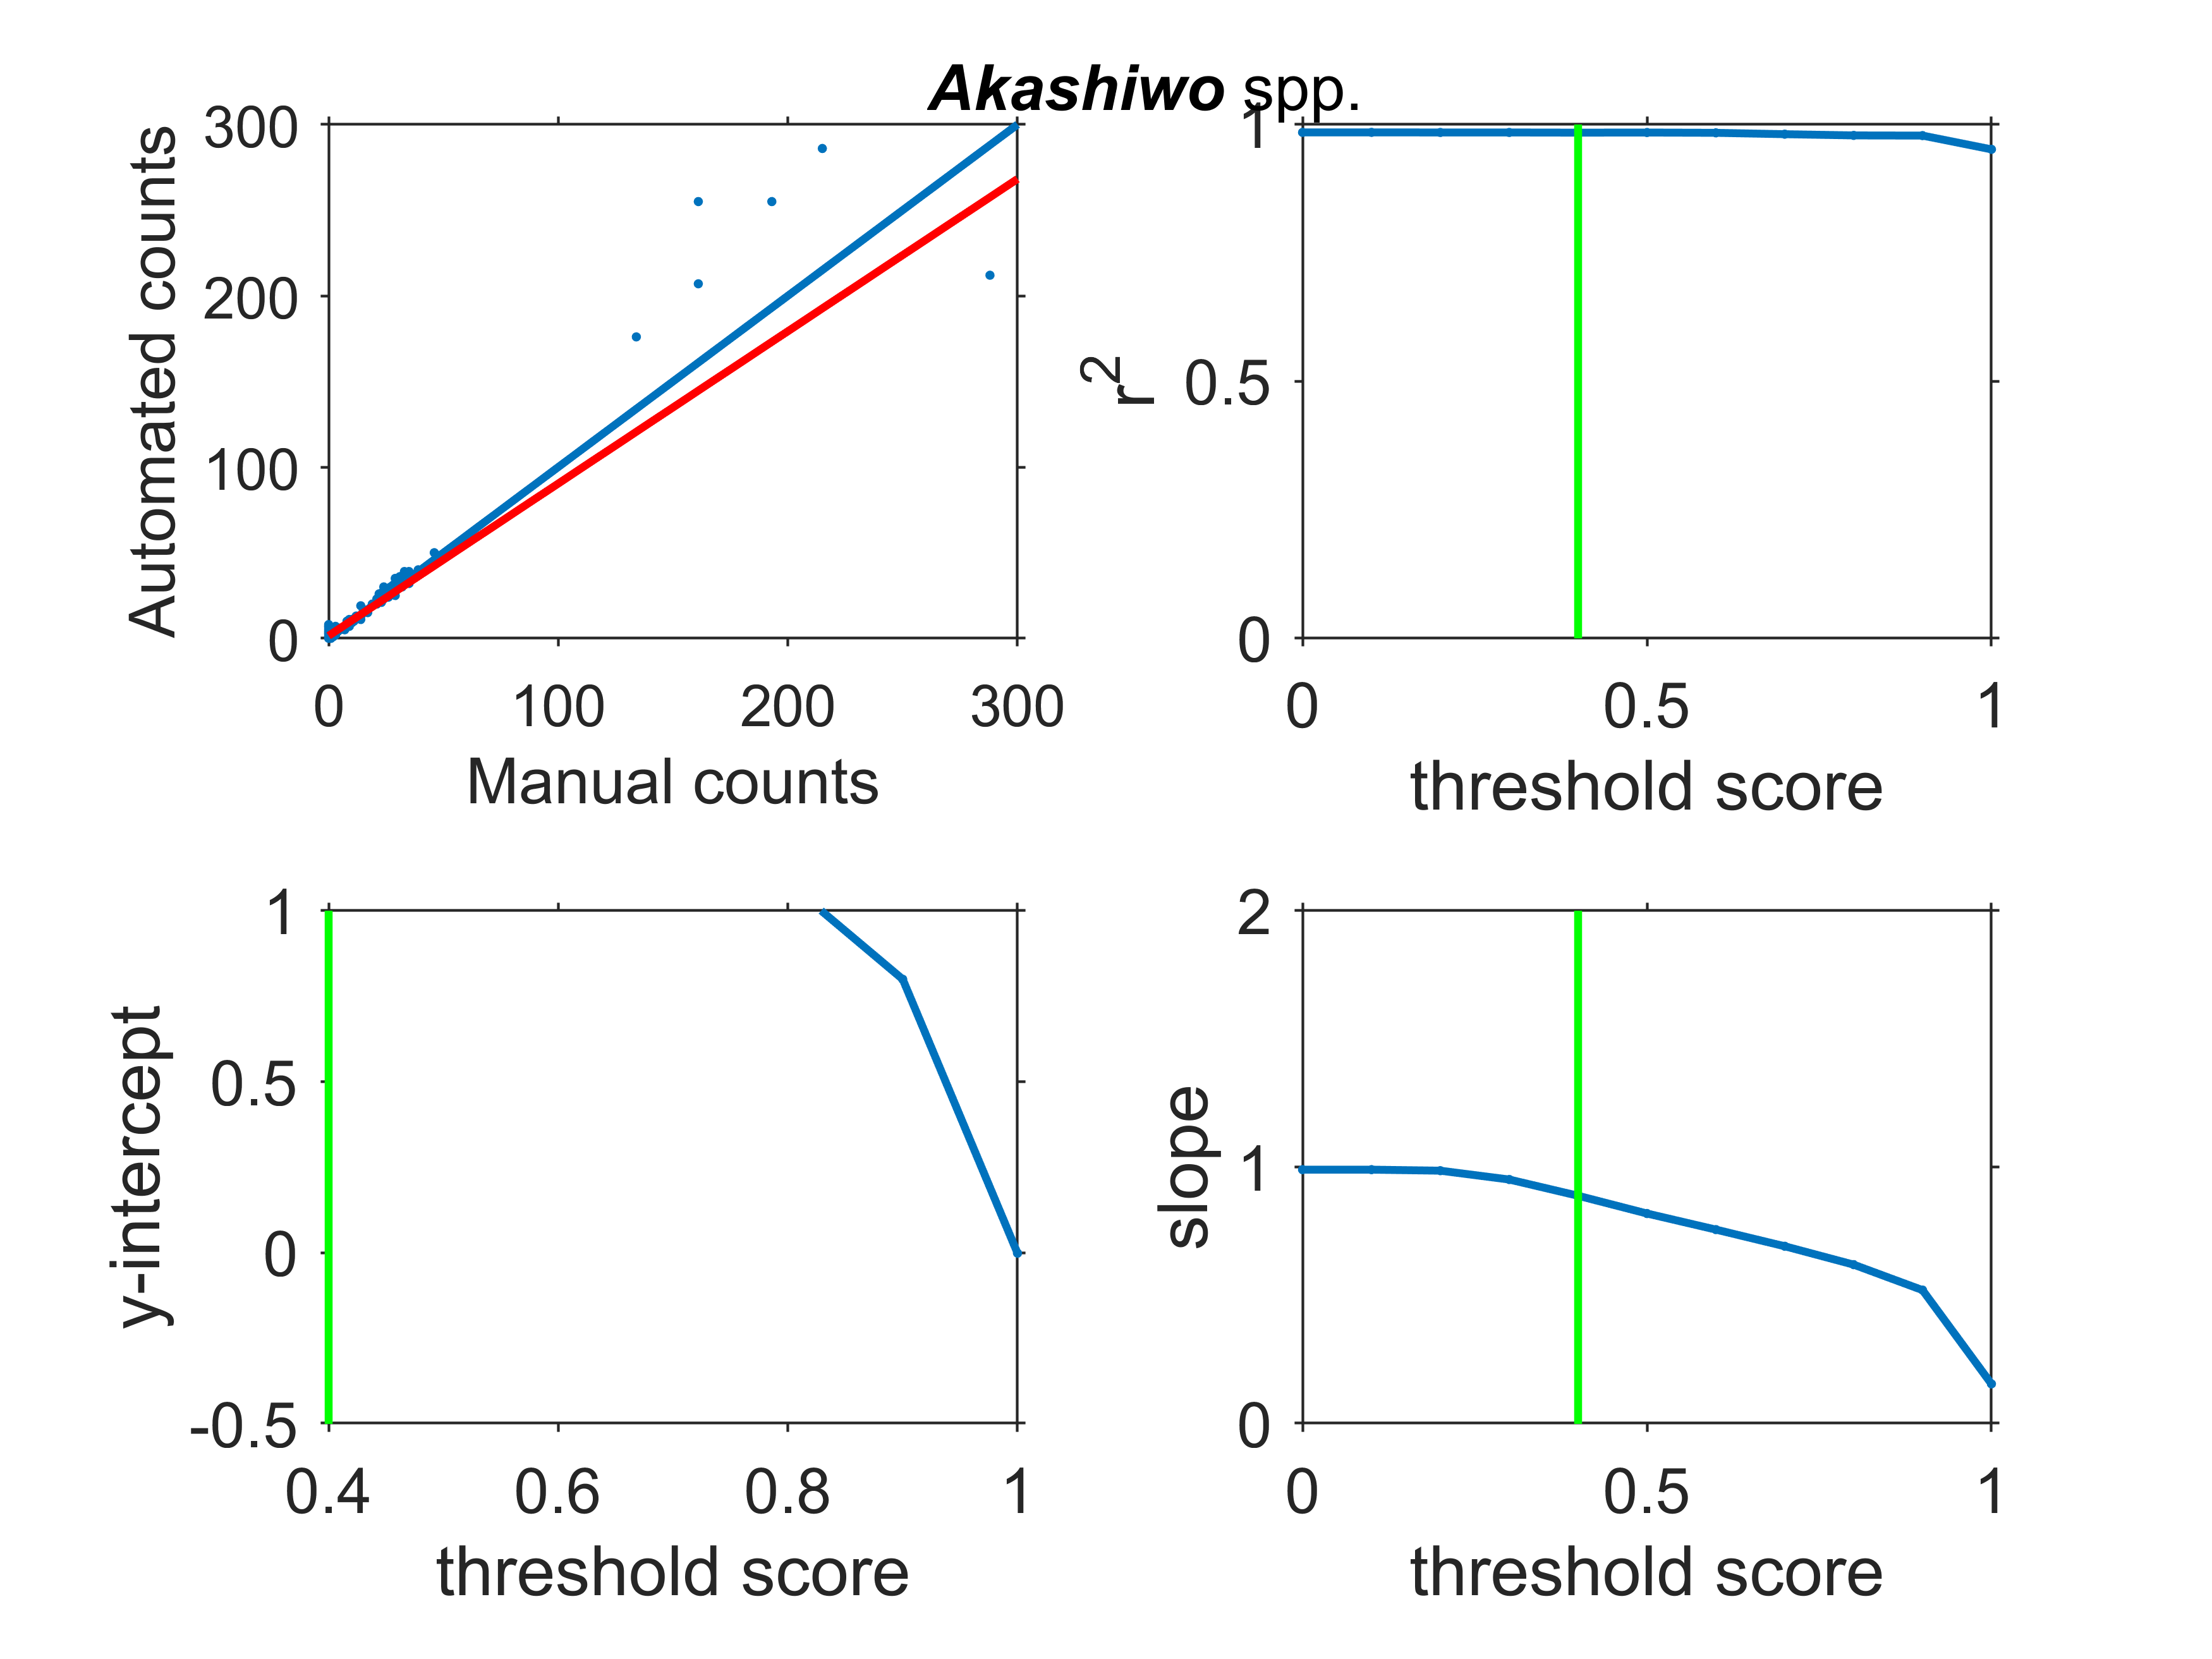 Akashiwo spp.
300
200
100
0
Automated counts
0 100 200 300
Manual counts
1
0.5
0
r2
0 0.5 1
threshold score
1
0.5
0
-0.5
y-intercept
0.4 0.6 0.8 1
threshold score
2
1
0
slope
0 0.5 1
threshold score